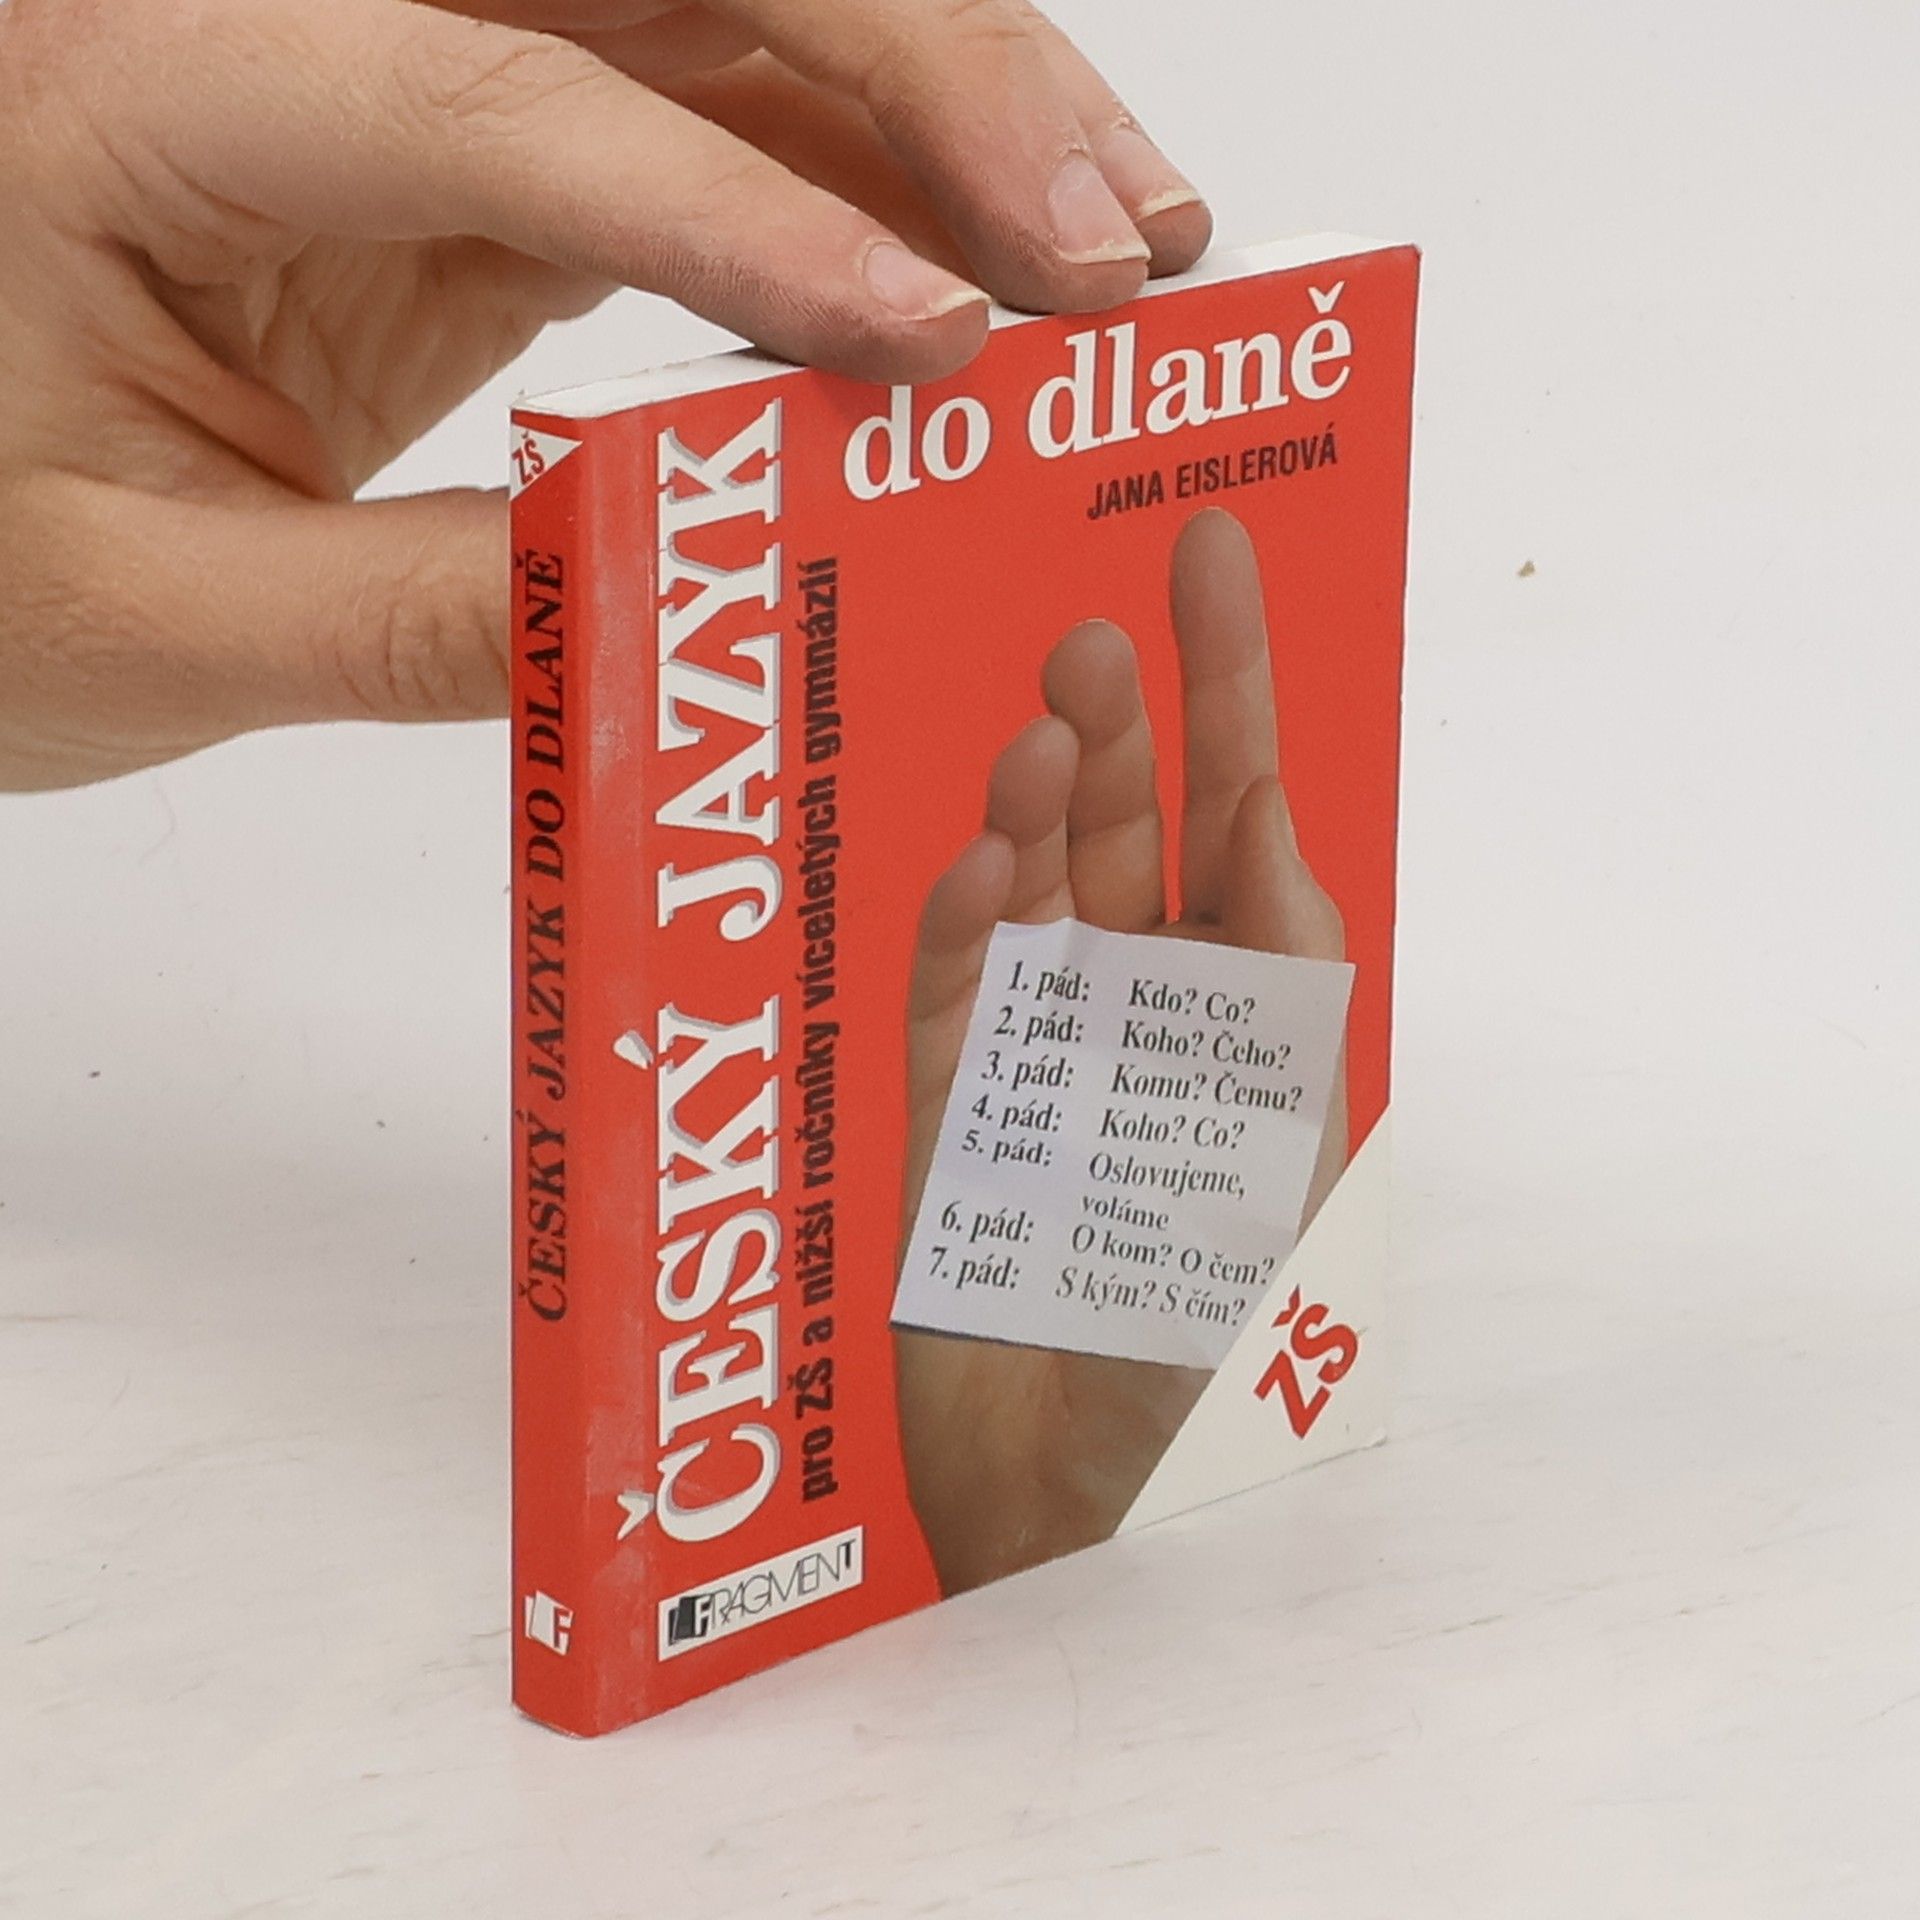 ZŠ
ČESKÝ JAZYK DO DLANĚ
F
ČESKÝ JAZYK
do dlaně
JANA EISLEROVÁ
pro ZŠ a nižší ročníky víceletých gymnázií
1. pád: Kdo? Co?
2. pád: Koho? Čeho?
3. pád: Komu? Čemu?
4. pád: Koho? Co?
5. pád: Oslovujeme,
voláme
6. pád: O kom? O čem?
7. pád: S kým? S čím?
ZŠ
FRAGMENT